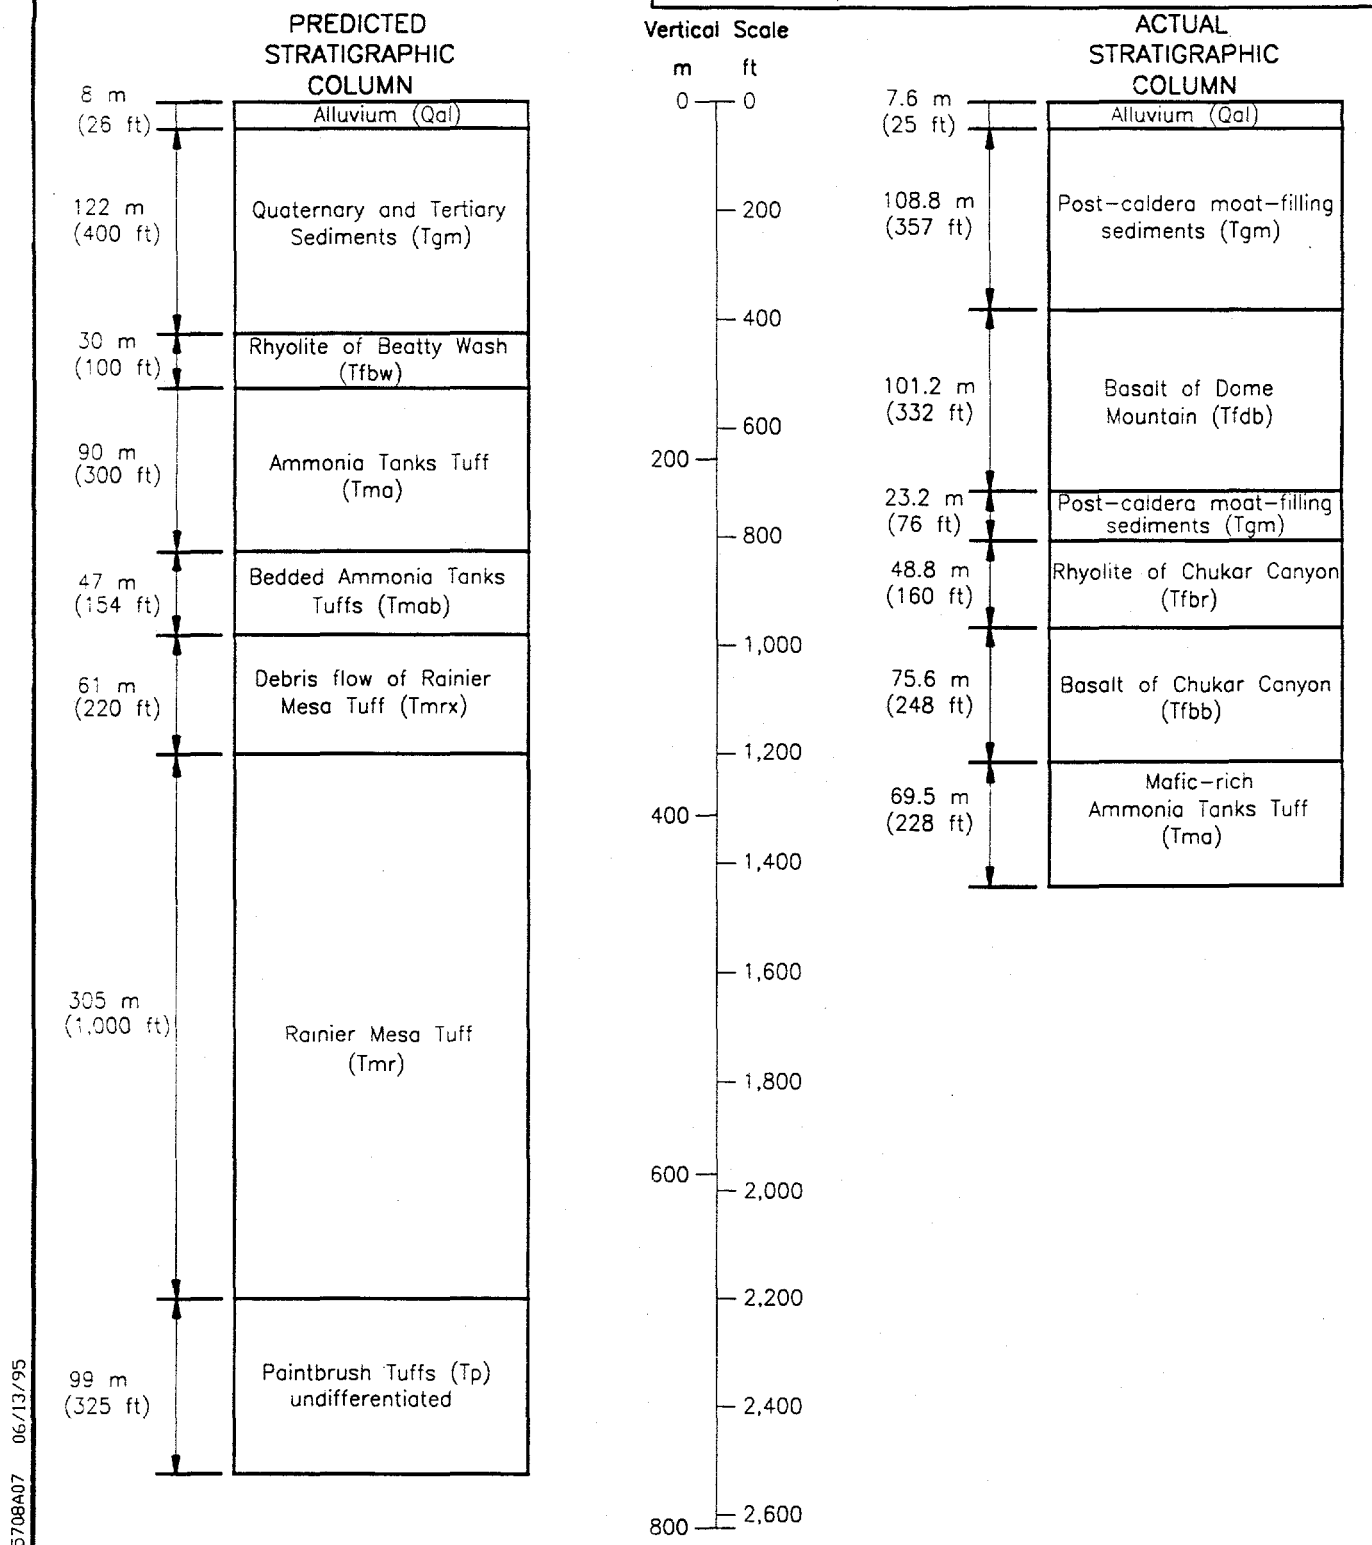 PREDICTED
STRATIGRAPHIC
COLUMN
8 m
(26 ft)
Alluvium (Qal)
122 m
(400 ft)
Quaternary and Tertiary
Sediments (Tgm)
30 m
(100 ft)
Rhyolite of Beatty Wash
(Tfbw)
90 m
(300 ft)
Ammonia Tanks Tuff
(Tma)
47 m
(154 ft)
Bedded Ammonia Tanks
Tuffs (Tmab)
61 m
(220 ft)
Debris flow of Rainier
Mesa Tuff (Tmrx)
305 m
(1,000 ft)
Rainier Mesa Tuff
(Tmr)
99 m
(325 ft)
Paintbrush Tuffs (Tp)
undifferentiated
Vertical Scale
m ft
0 0
200
400
600
200
800
1,000
1,200
400
1,400
1,600
1,800
600
2,000
2,200
2,400
2,600
800
ACTUAL
STRATIGRAPHIC
COLUMN
7.6 m
(25 ft)
Alluvium (Qal)
108.8 m
(357 ft)
Post-caldera moat-filling
sediments (Tgm)
101.2 m
(332 ft)
Basalt of Dome
Mountain (Tfdb)
23.2 m
(76 ft)
Post-caldera moat-filling
sediments (Tgm)
48.8 m
(160 ft)
Rhyolite of Chukar Canyon
(Tfbr)
75.6 m
(248 ft)
Basalt of Chukar Canyon
(Tfbb)
69.5 m
(228 ft)
Mafic-rich
Ammonia Tanks Tuff
(Tma)
5708A07 06/13/95